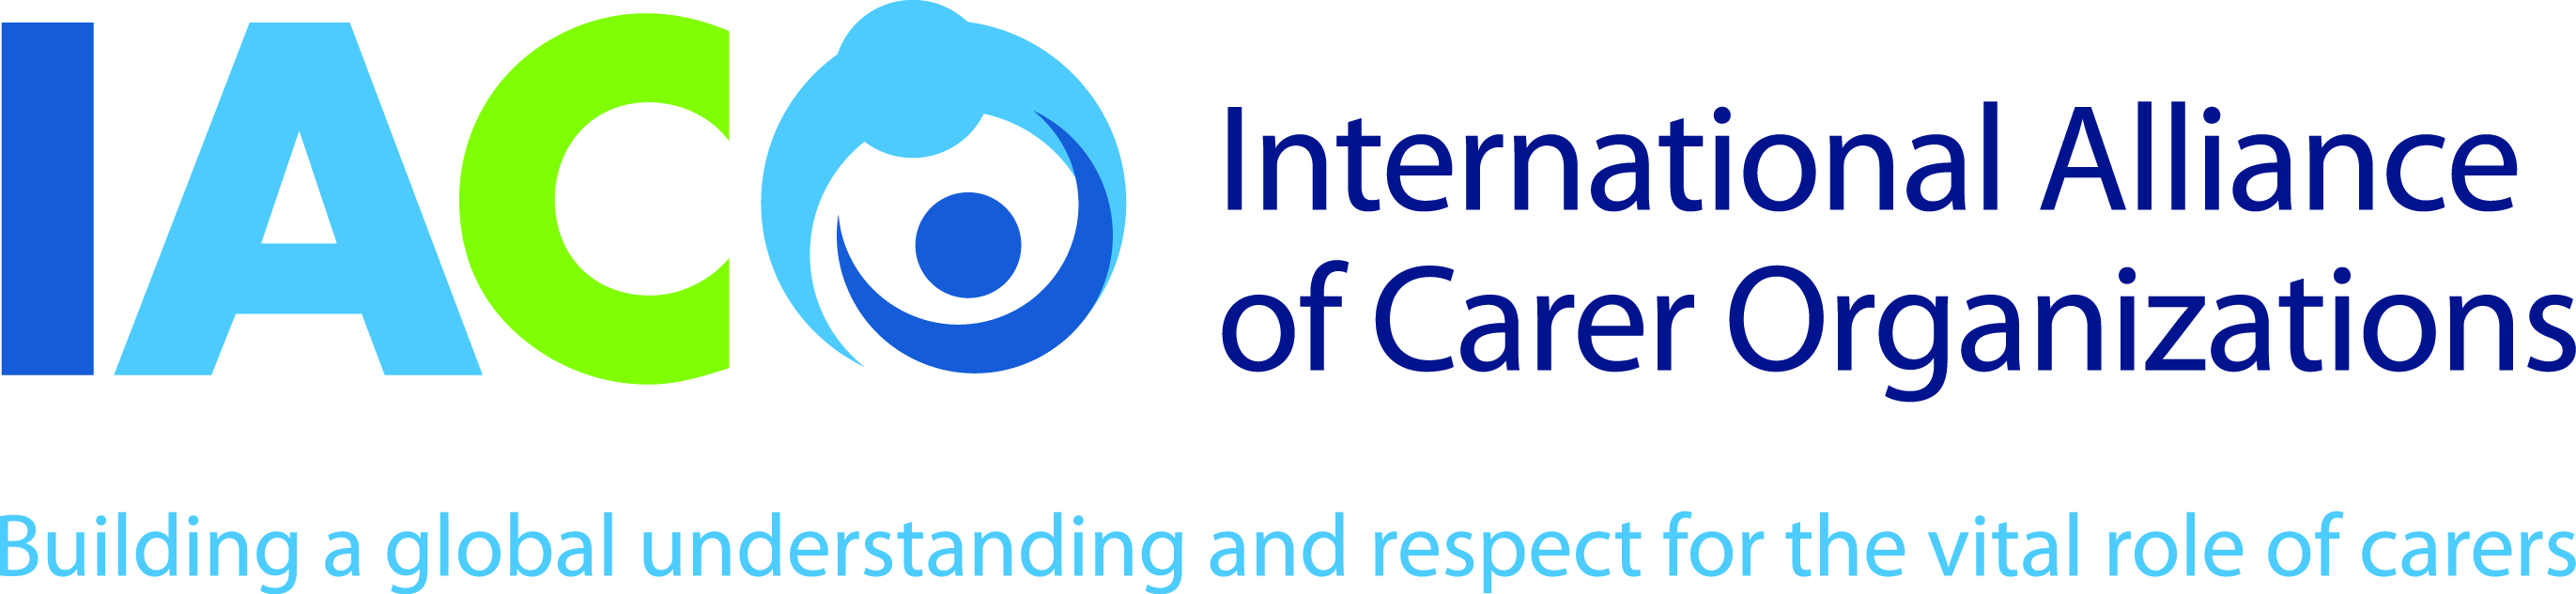 IACO
International Alliance
of Carer Organizations
Building a global understanding and respect for the vital role of carers